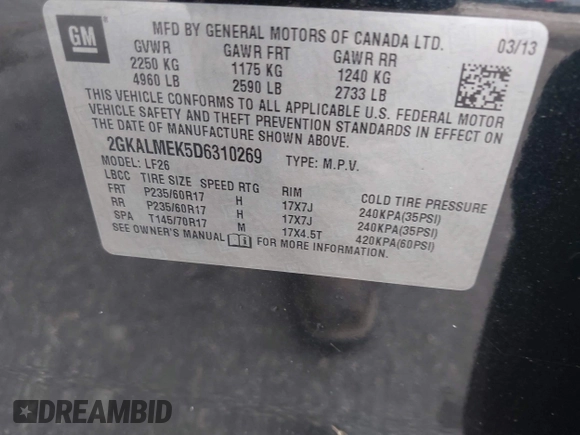 GM
MFD BY GENERAL MOTORS OF CANADA LTD.
03/13
GVWR GAWR FRT GAWR RR
2250 KG 1175 KG 1240 KG
4960 LB 2590 LB 2733 LB
THIS VEHICLE CONFORMS TO ALL APPLICABLE U.S. FEDERAL MOTOR
VEHICLE SAFETY AND THEFT PREVENTION STANDARDS IN EFFECT ON
THE DATE OF MANUFACTURE SHOWN ABOVE.
2GKALMEK5D6310269 TYPE: M.P.V.
MODEL: LF26
LBCC TIRE SIZE SPEED RTG RIM COLD TIRE PRESSURE
FRT P235/60R17 H 17X7J 240KPA(35PSI)
RR P235/60R17 H 17X7J 240KPA(35PSI)
SPA T145/70R17 M 17X4.5T 420KPA(60PSI)
SEE OWNER'S MANUAL FOR MORE INFORMATION.
DREAMBID